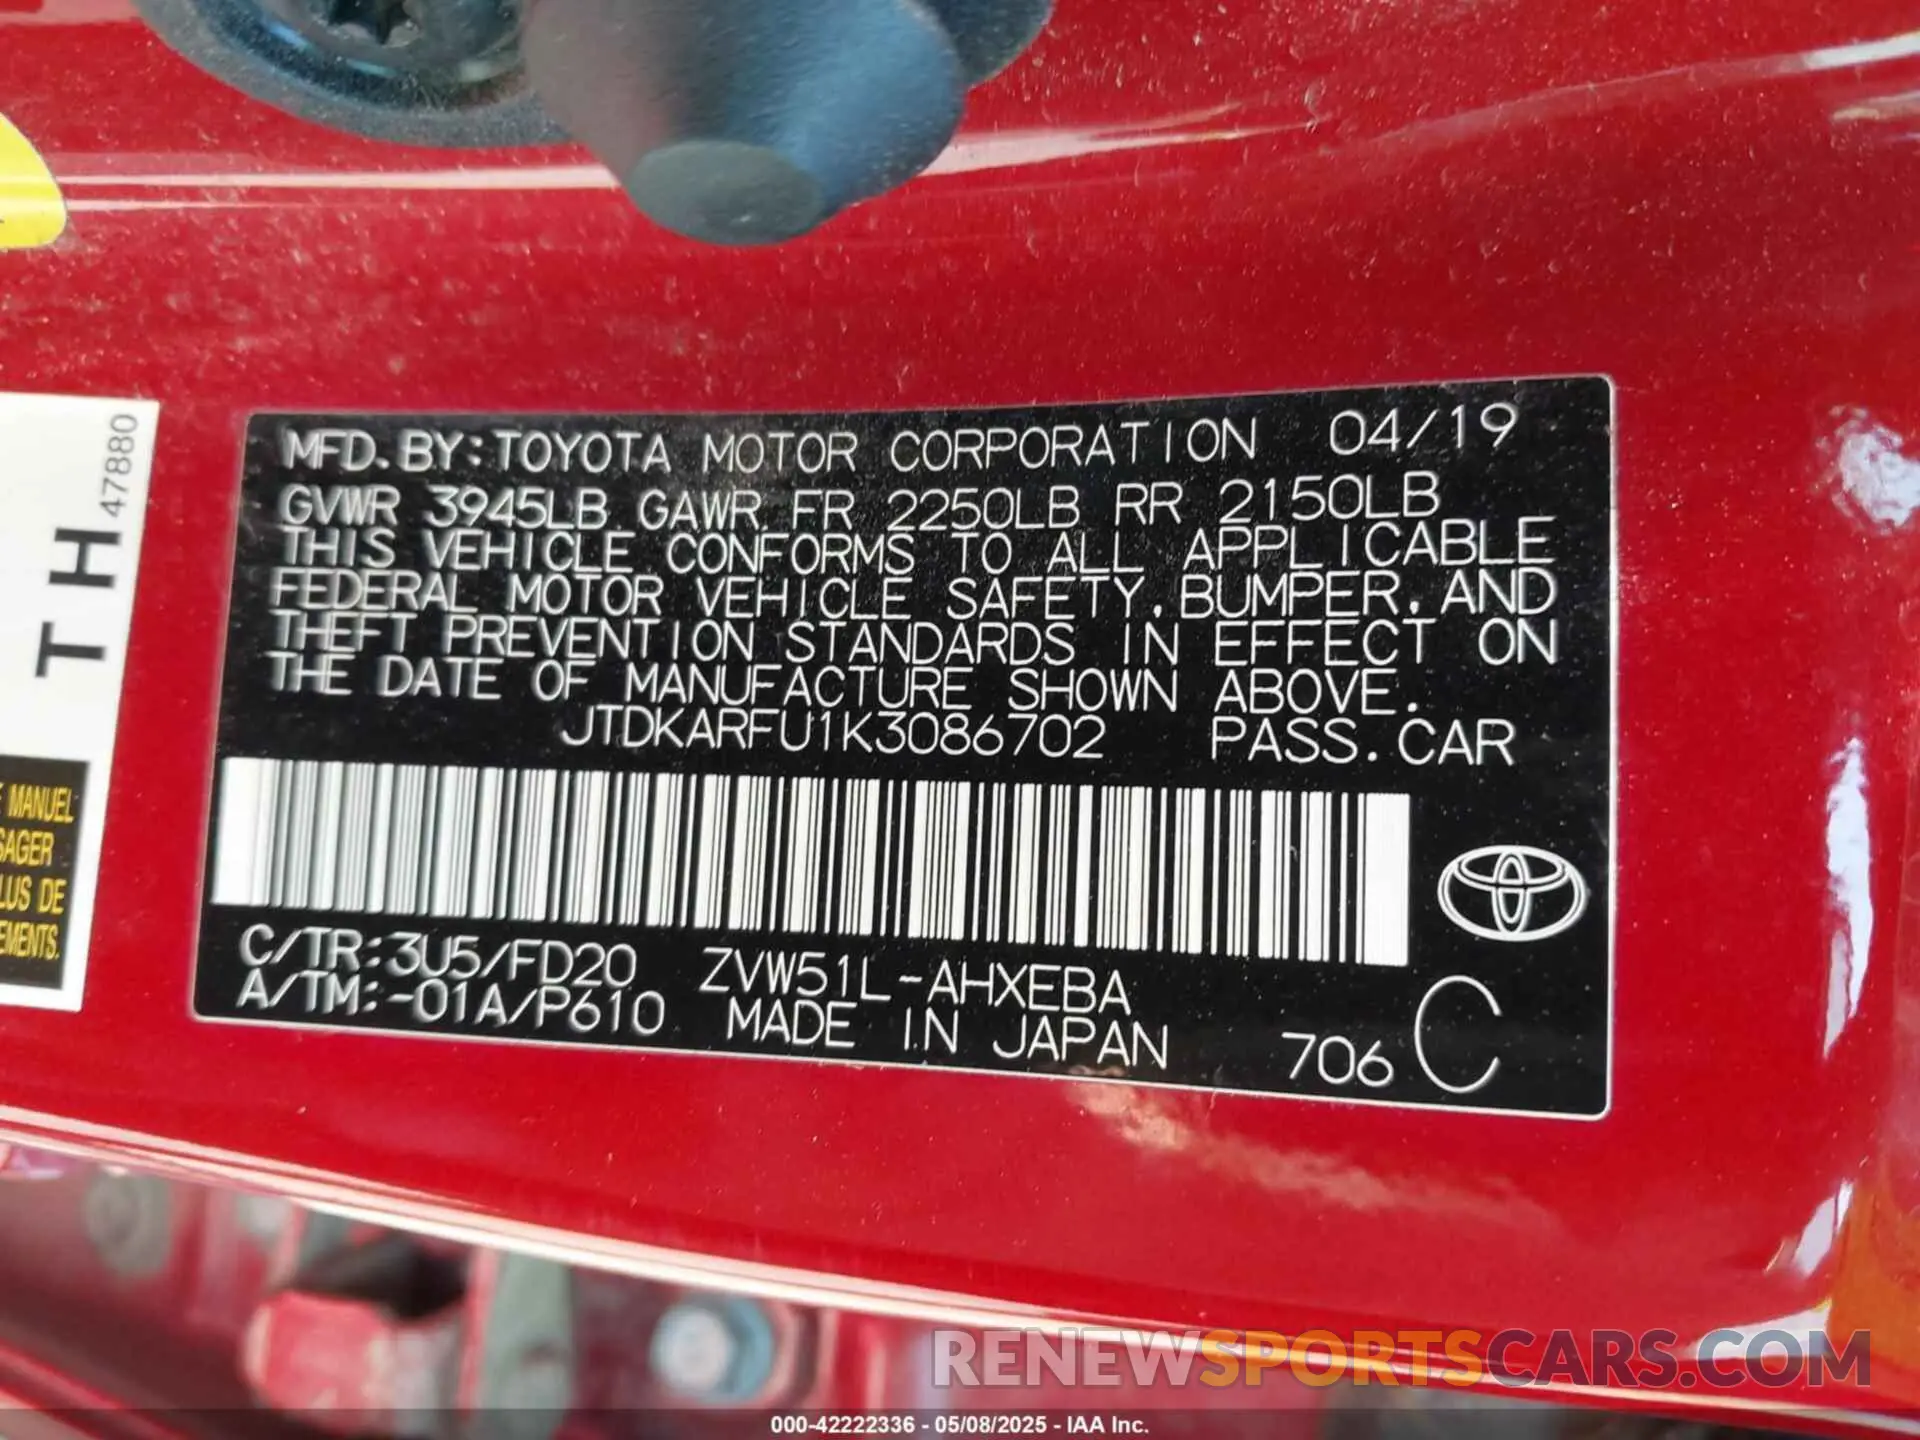 MFD. BY: TOYOTA MOTOR CORPORATION 04/19
GVWR 3945LB GAWR FR 2250LB RR 2150LB
THIS VEHICLE CONFORMS TO ALL APPLICABLE
FEDERAL MOTOR VEHICLE SAFETY, BUMPER, AND
THEFT PREVENTION STANDARDS IN EFFECT ON
THE DATE OF MANUFACTURE SHOWN ABOVE.
JTDKARFU1K3086702 PASS. CAR
C/TR: 3U5/FD20 ZVW51L-AHXEBA
A/TM: -01A/P610 MADE IN JAPAN 706 C
TH
47880
MANUEL
LUS DE
RENEWSPORTSCARS.COM
000-42222336 - 05/08/2025 - IAA Inc.